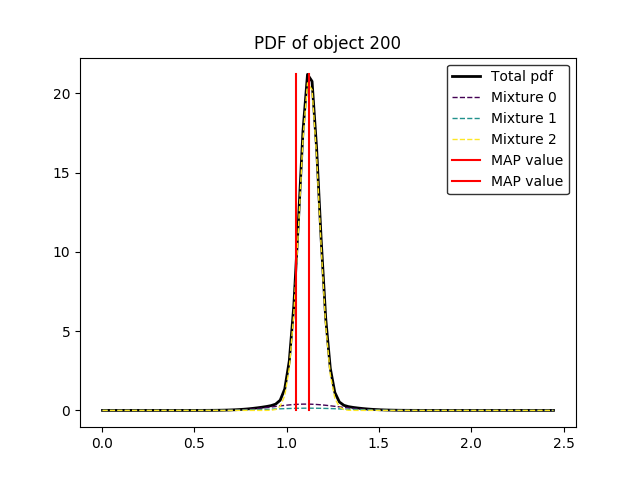 PDF of object 200
Total pdf
Mixture 0
Mixture 1
Mixture 2
MAP value
MAP value
20
15
10
5
0
0.0 0.5 1.0 1.5 2.0 2.5